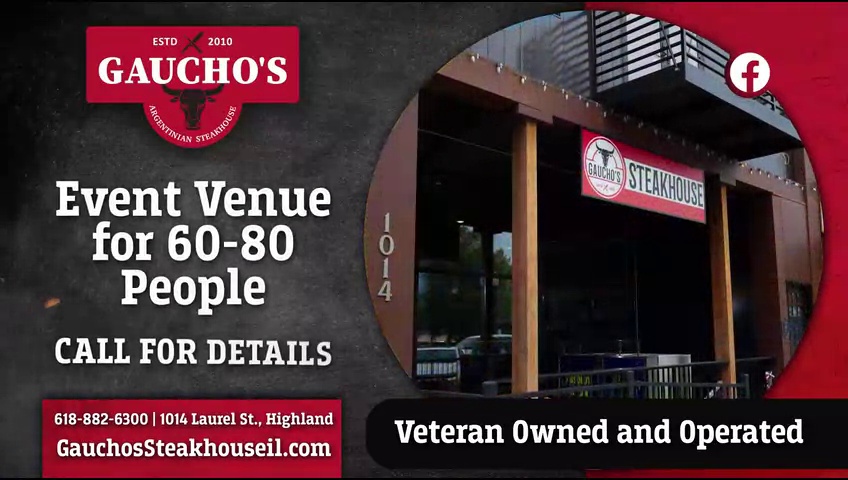 ESTD 2010
GAUCHO'S
ARGENTINIAN STEAKHOUSE
Event Venue
for 60-80
People
CALL FOR DETAILS
618-882-6300 | 1014 Laurel St., Highland
GauchosSteakhouseil.com
1014
GAUCHO'S
STEAKHOUSE
Veteran Owned and Operated